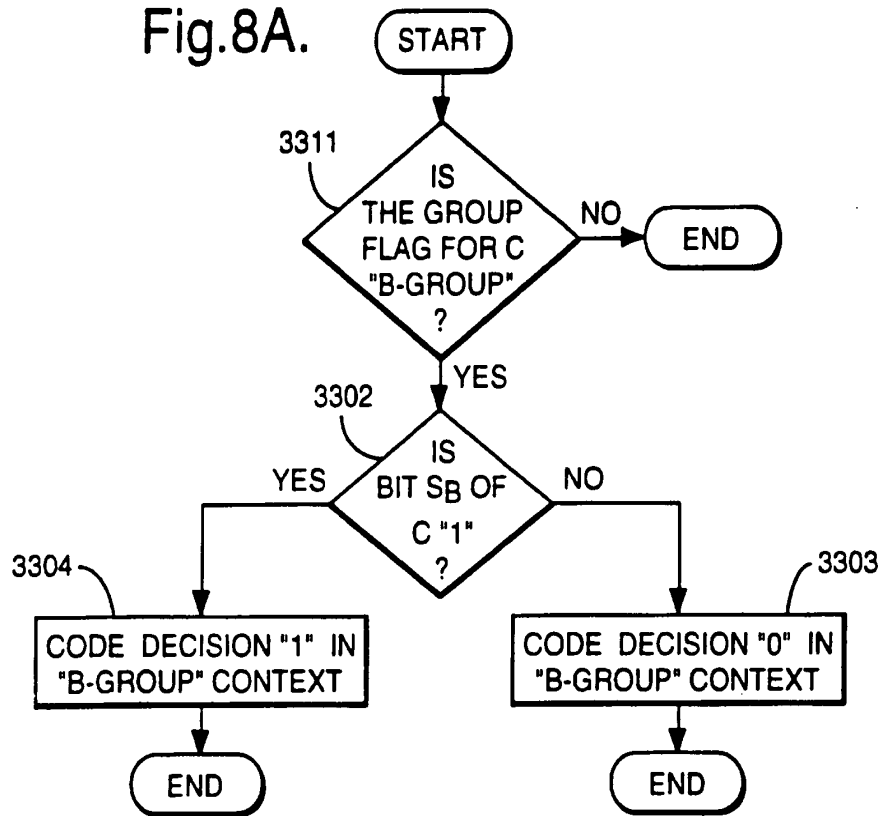 Fig.8A.
START
3311
IS
THE GROUP
FLAG FOR C
"B-GROUP"
?
NO
END
YES
3302
IS
BIT SB OF
C "1"
?
YES
NO
3304
3303
CODE DECISION "1" IN
"B-GROUP" CONTEXT
CODE DECISION "0" IN
"B-GROUP" CONTEXT
END
END